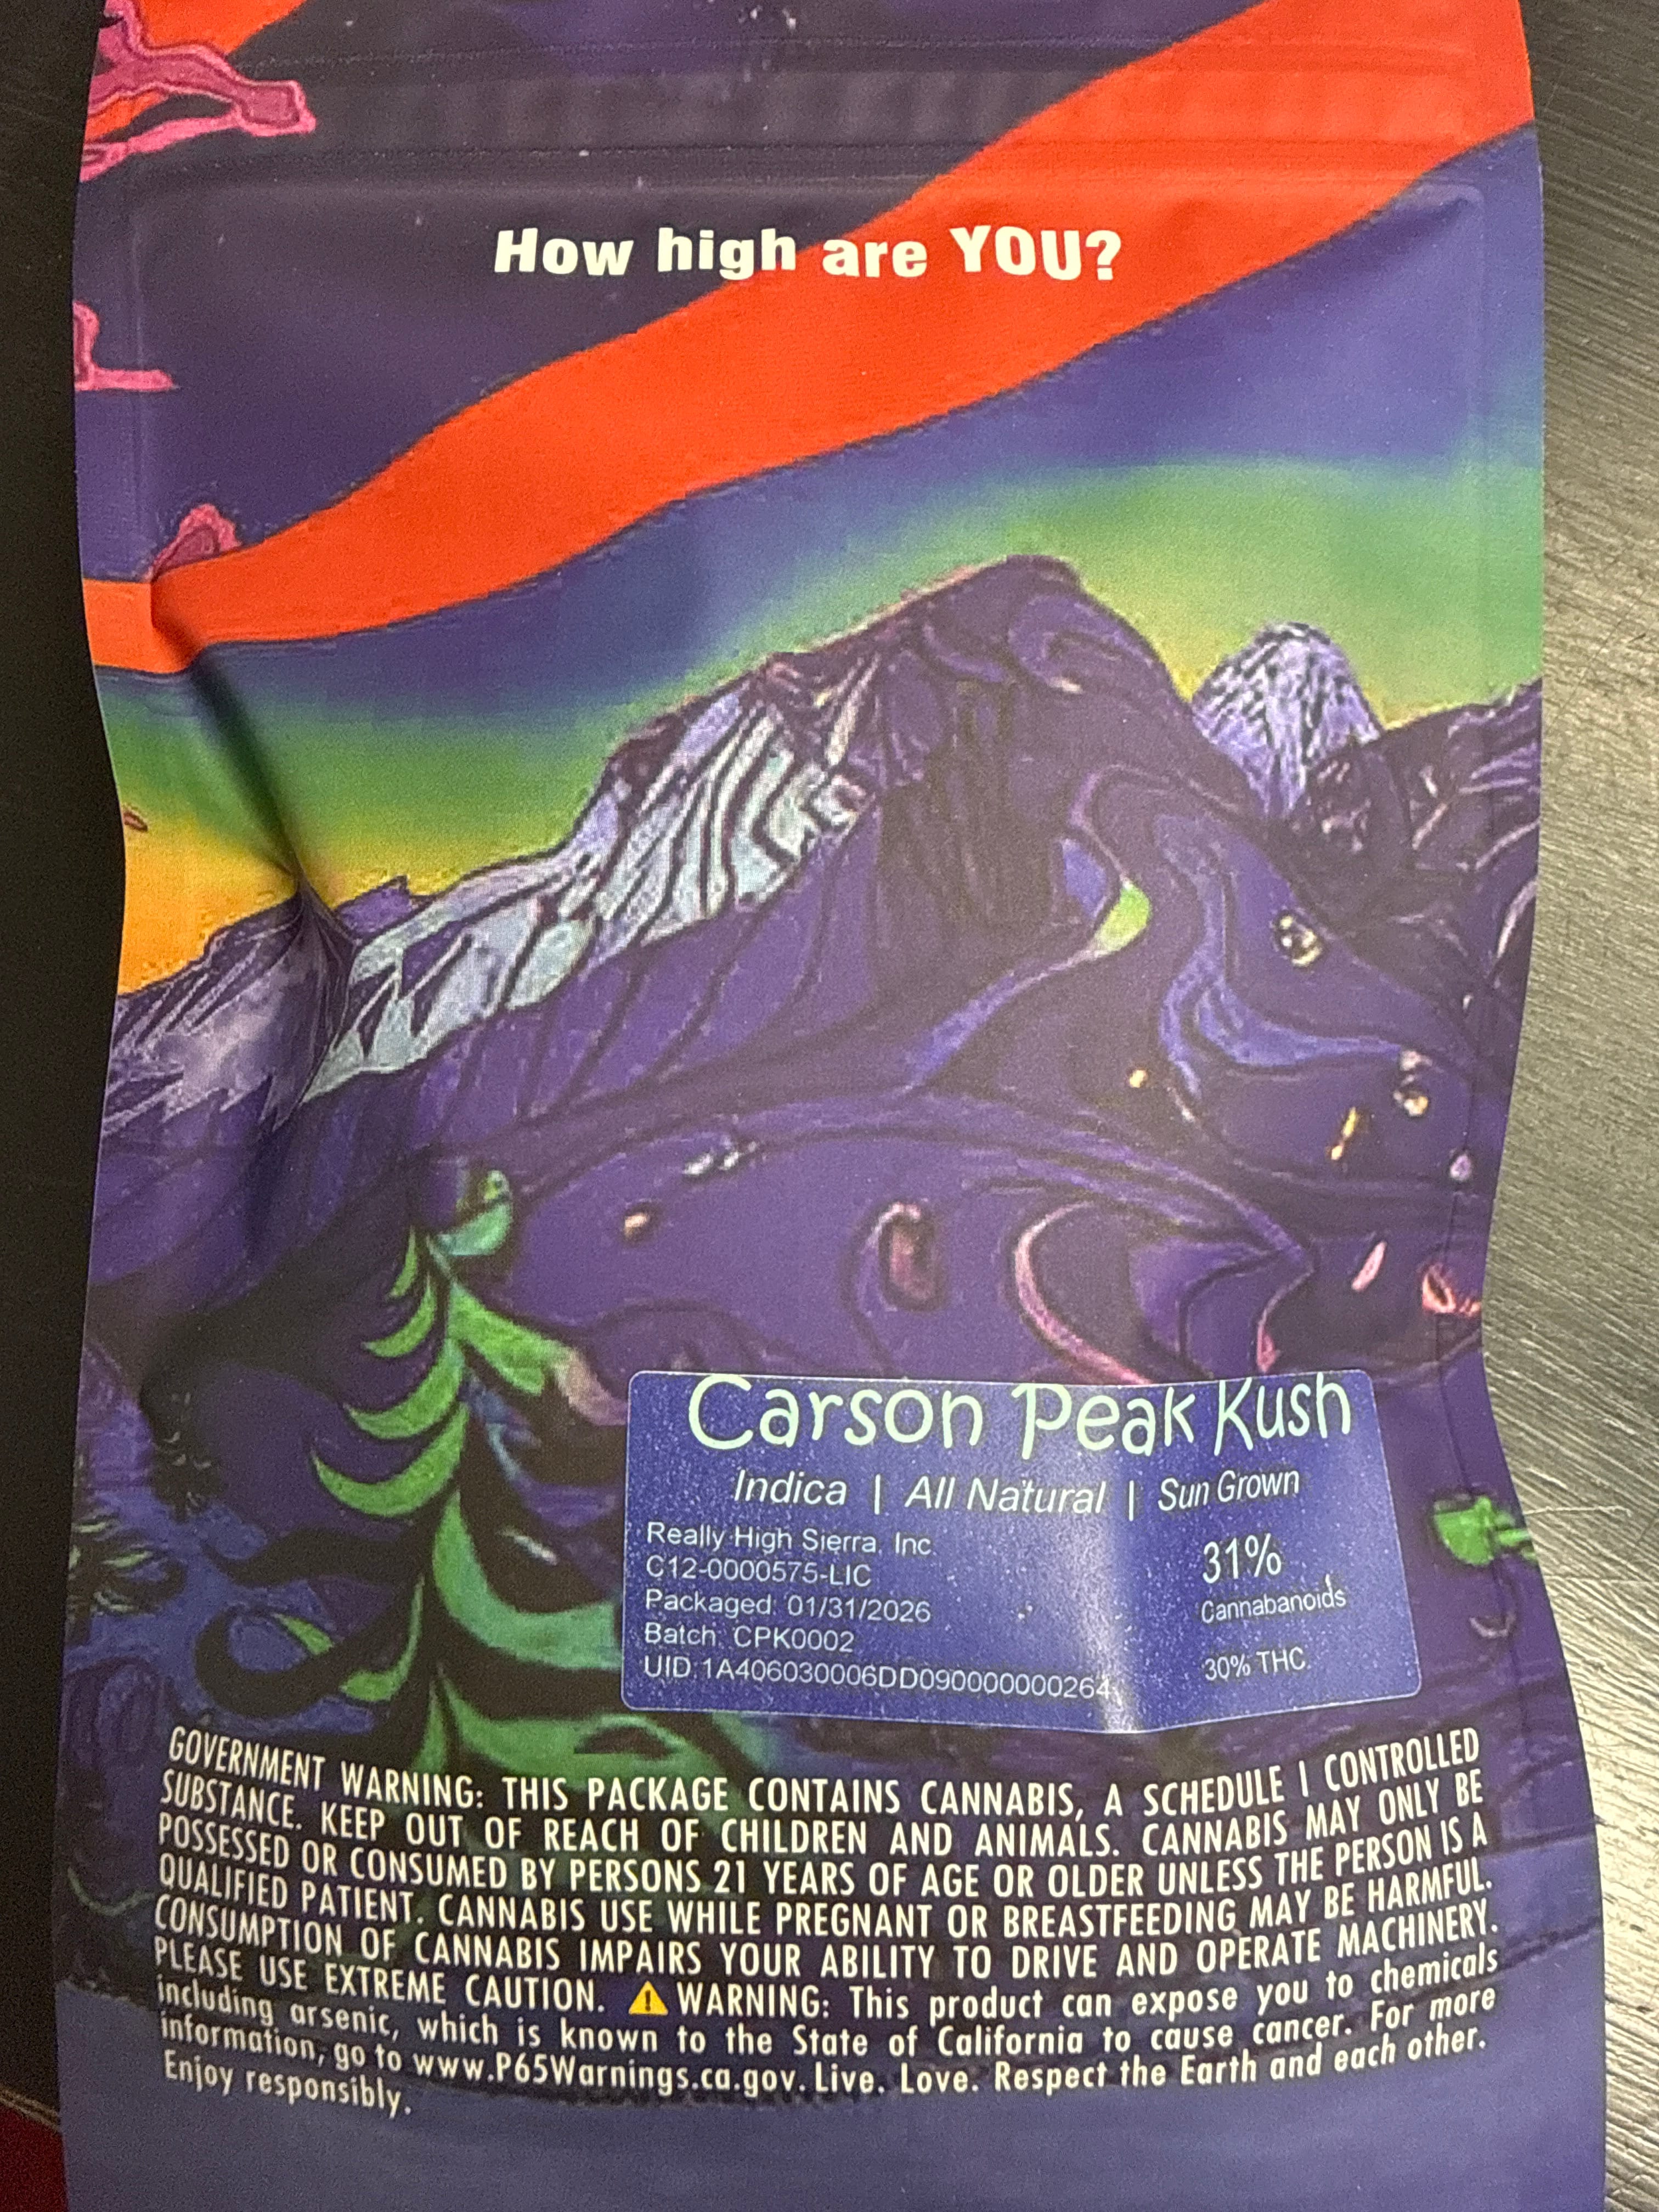 How high are YOU?
Carson Peak Kush
Indica | All Natural | Sun Grown
Really High Sierra, Inc.
C12-0000575-LIC
Packaged: 01/31/2026
Batch: CPK0002
UID:1A406030006DD090000000264
31%
Cannabanoids
30% THC
GOVERNMENT WARNING: THIS PACKAGE CONTAINS CANNABIS, A SCHEDULE I CONTROLLED
SUBSTANCE. KEEP OUT OF REACH OF CHILDREN AND ANIMALS. CANNABIS MAY ONLY BE
POSSESSED OR CONSUMED BY PERSONS 21 YEARS OF AGE OR OLDER UNLESS THE PERSON IS A
QUALIFIED PATIENT. CANNABIS USE WHILE PREGNANT OR BREASTFEEDING MAY BE HARMFUL.
CONSUMPTION OF CANNABIS IMPAIRS YOUR ABILITY TO DRIVE AND OPERATE MACHINERY.
PLEASE USE EXTREME CAUTION. ⚠ WARNING: This product can expose you to chemicals
including arsenic, which is known to the State of California to cause cancer. For more
information, go to www.P65Warnings.ca.gov. Live. Love. Respect the Earth and each other.
Enjoy responsibly.